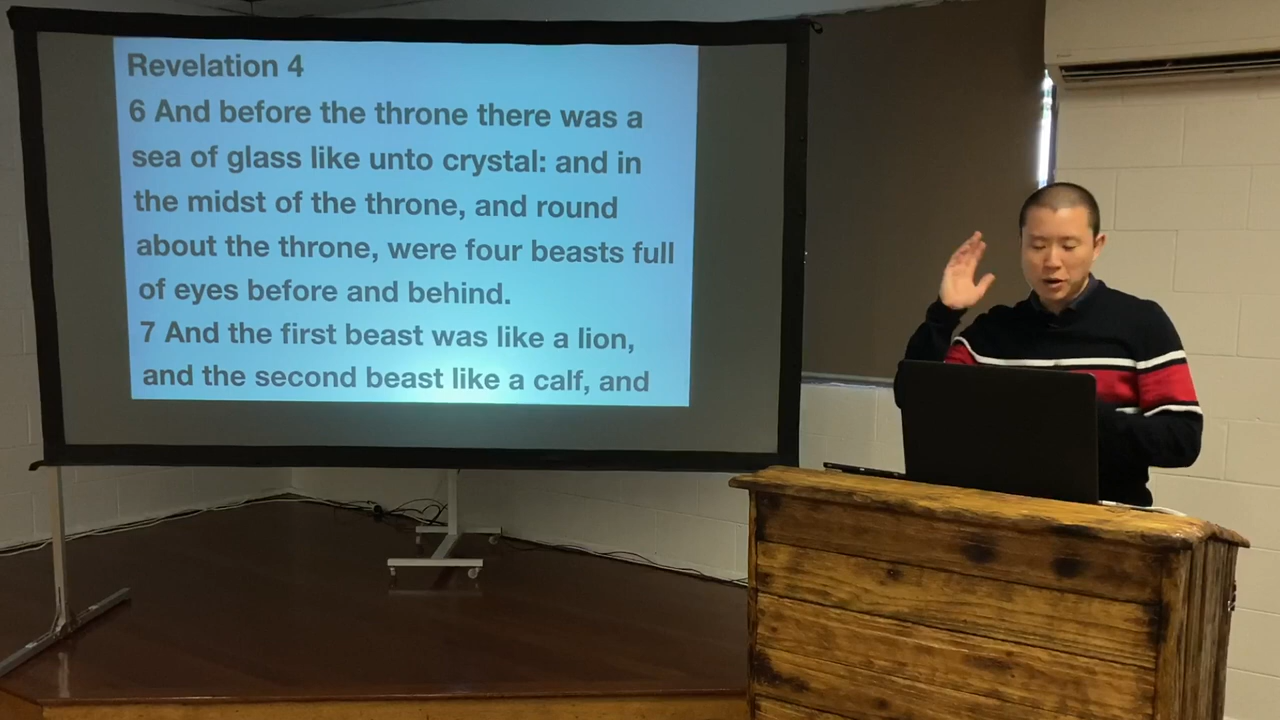 Revelation 4
6 And before the throne there was a
sea of glass like unto crystal: and in
the midst of the throne, and round
about the throne, were four beasts full
of eyes before and behind.
7 And the first beast was like a lion,
and the second beast like a calf, and